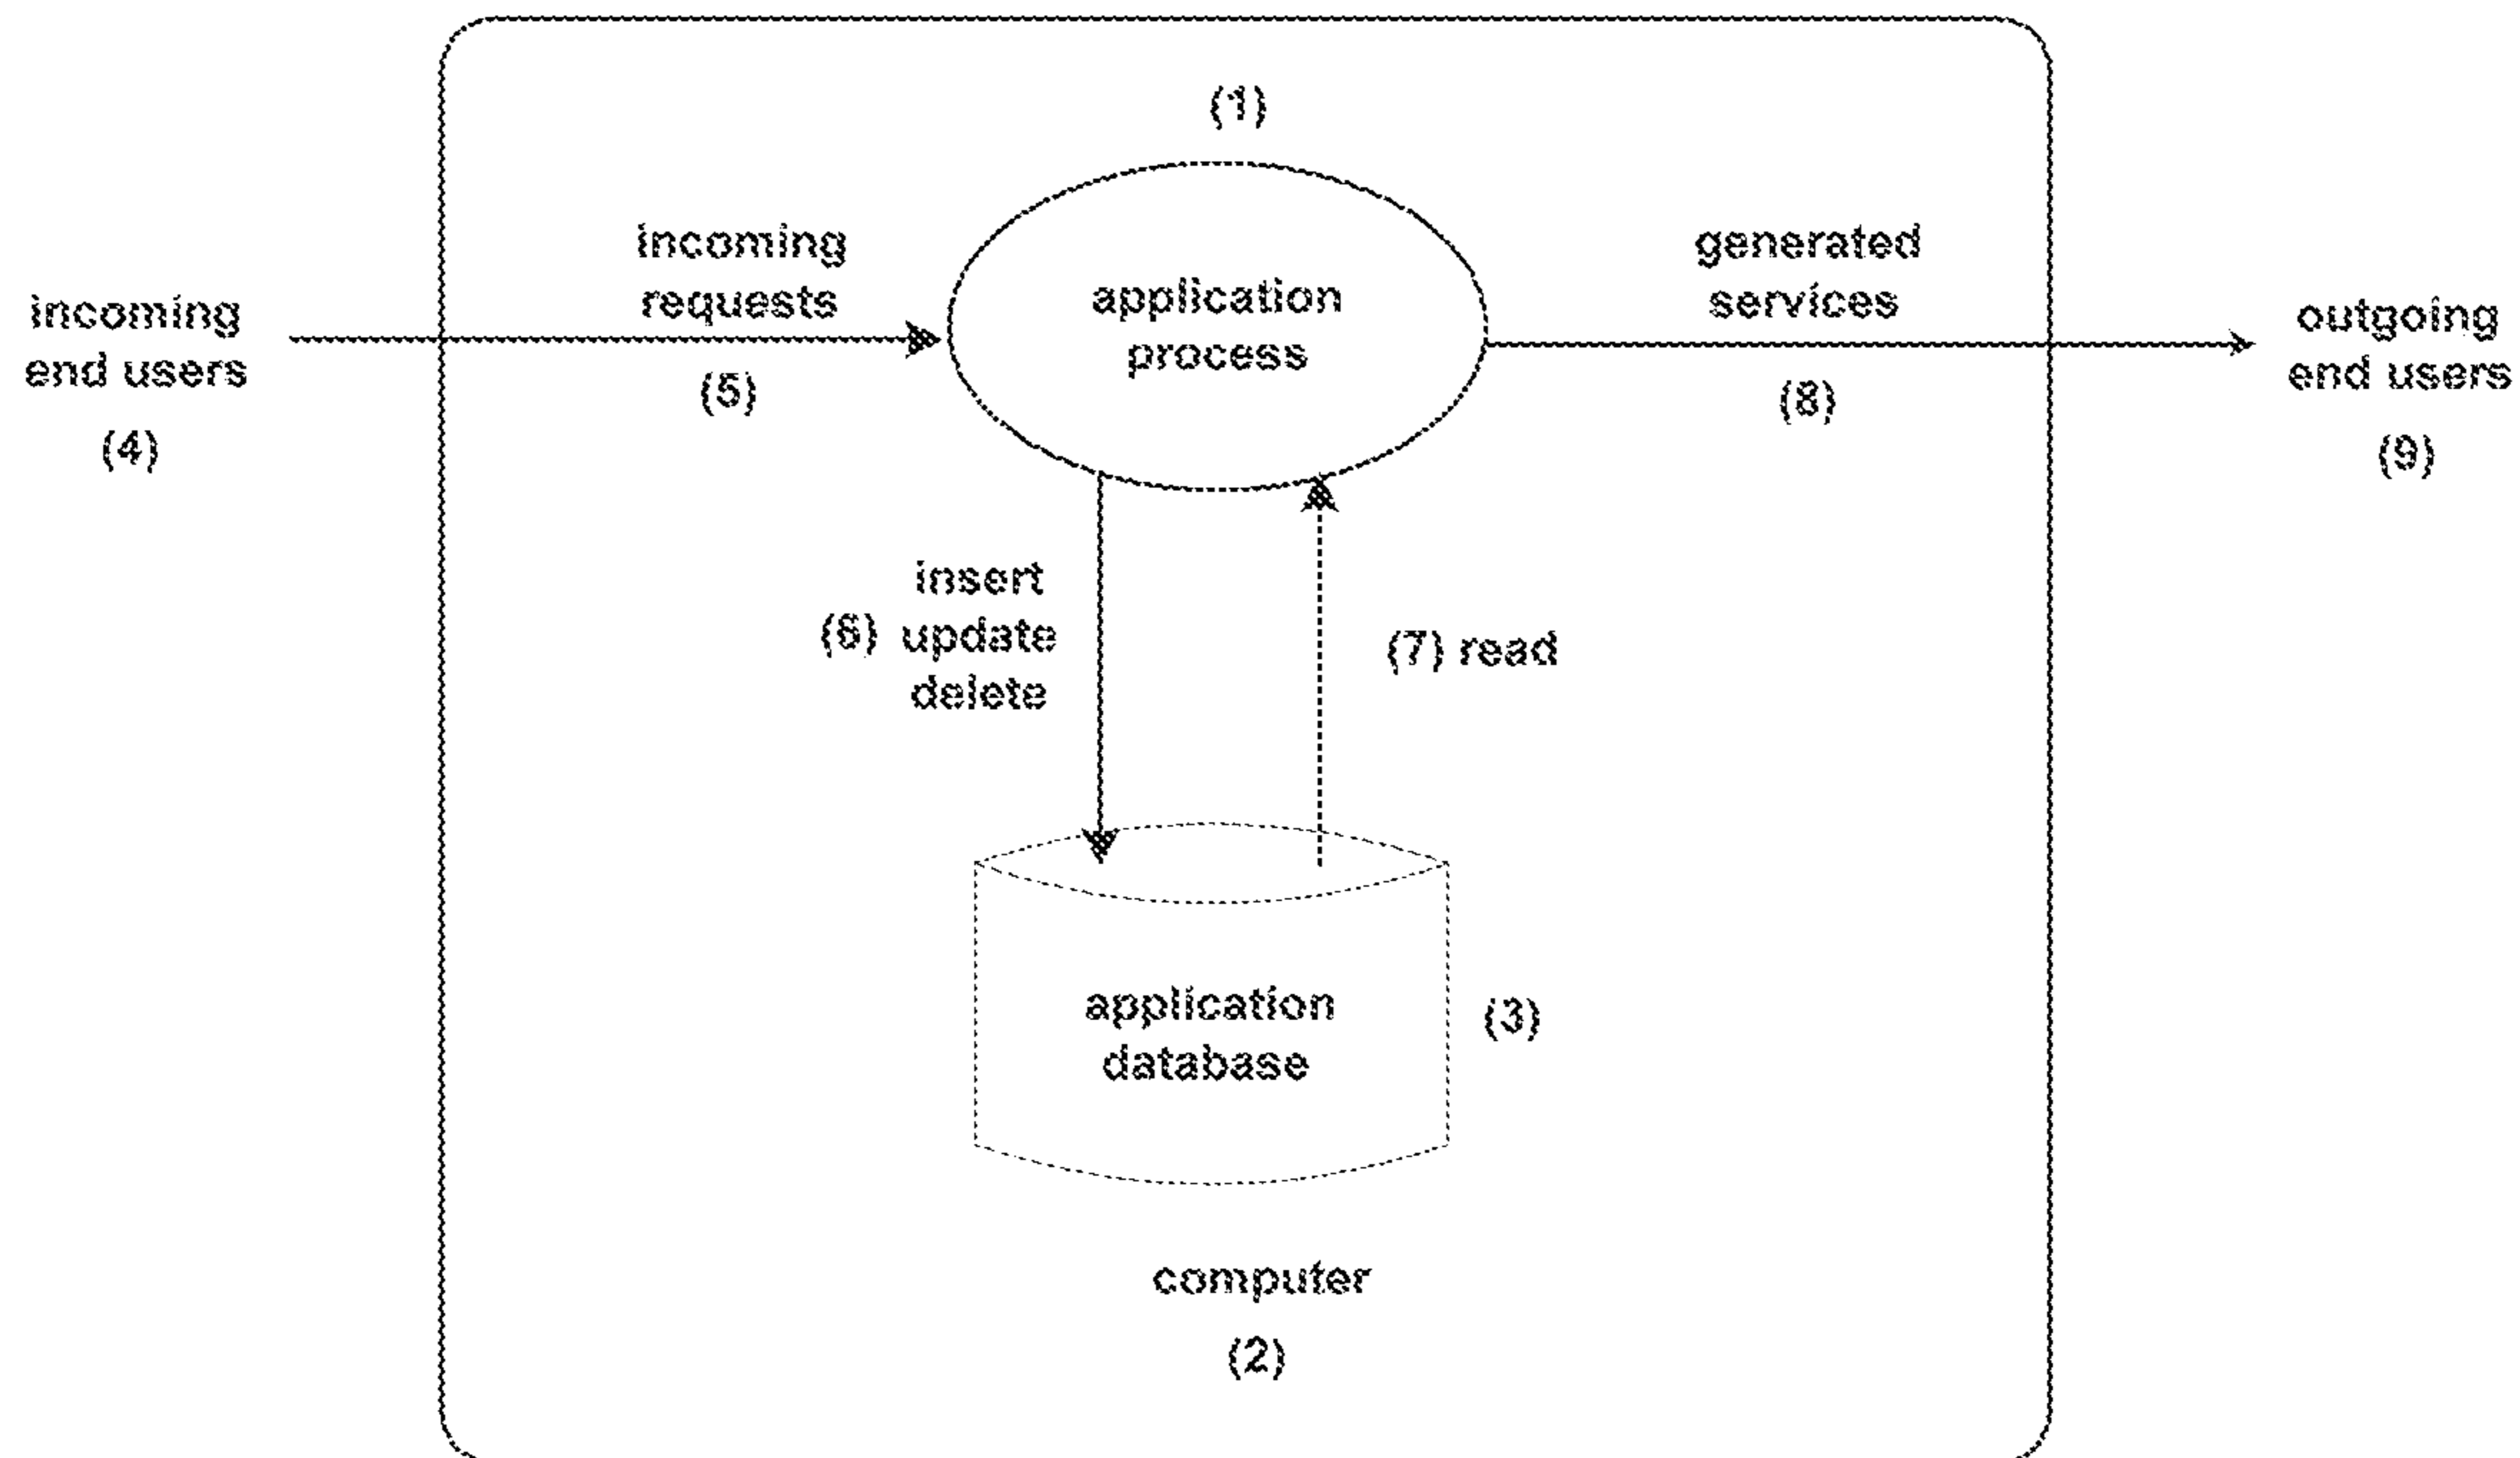 (1)
incoming
requests
generated
services
incoming
end users
application
process
outgoing
end users
(5)
(8)
(4)
(9)
insert
(6) update
delete
(7) read
application
database
(3)
computer
(2)